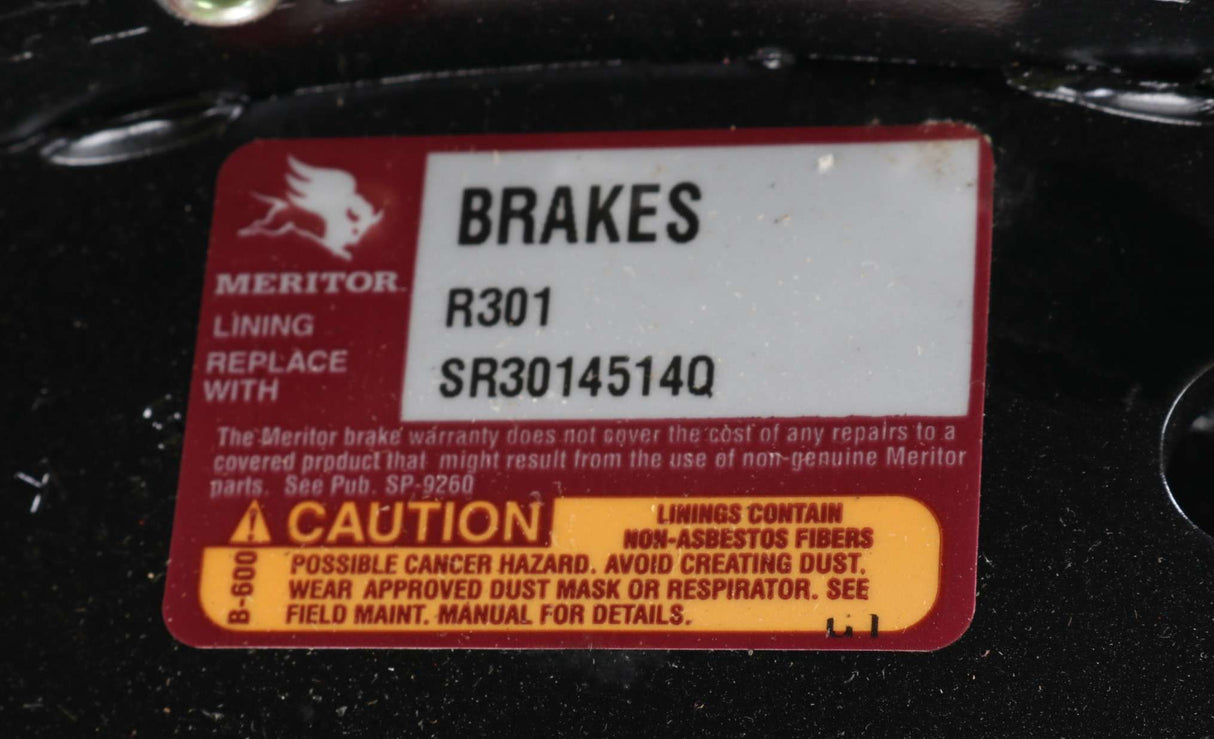 BRAKES
MERITOR
LINING R301
REPLACE
WITH SR3014514Q
The Meritor brake warranty does not cover the cost of any repairs to a
covered product that might result from the use of non-genuine Meritor
parts. See Pub. SP-9260
CAUTION
LININGS CONTAIN
NON-ASBESTOS FIBERS
B-600
POSSIBLE CANCER HAZARD. AVOID CREATING DUST.
WEAR APPROVED DUST MASK OR RESPIRATOR. SEE
FIELD MAINT. MANUAL FOR DETAILS.